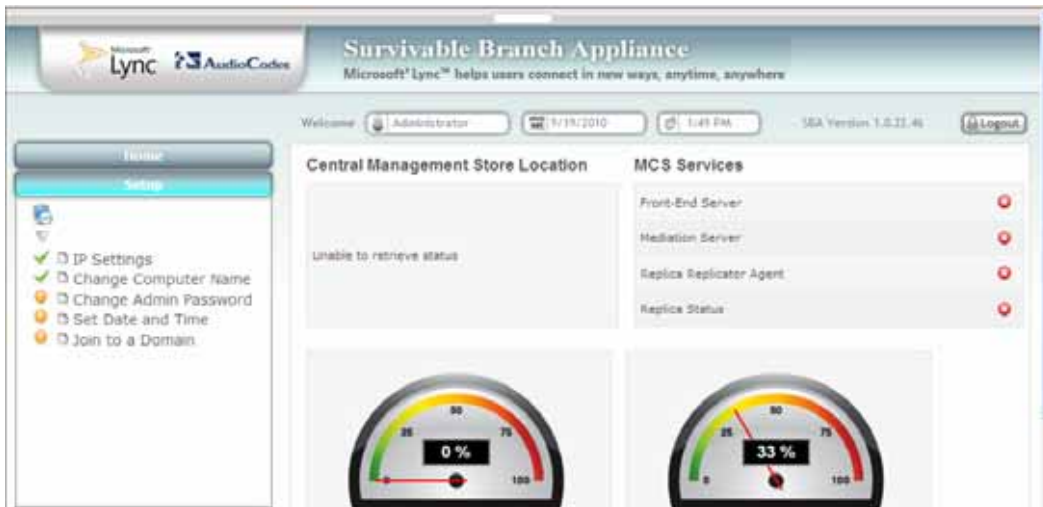 Microsoft
Lync
AudioCodes
Survivable Branch Appliance
Microsoft® Lync™ helps users connect in new ways, anytime, anywhere
Welcome
Administrator
9/19/2010
1:49 PM
SBA Version 1.0.22.46
Logout
Home
Setup
IP Settings
Change Computer Name
Change Admin Password
Set Date and Time
Join to a Domain
Central Management Store Location
Unable to retrieve status
MCS Services
Front-End Server
Mediation Server
Replica Replicator Agent
Replica Status
0 25 50 75 100
0 %
0 25 50 75 100
33 %